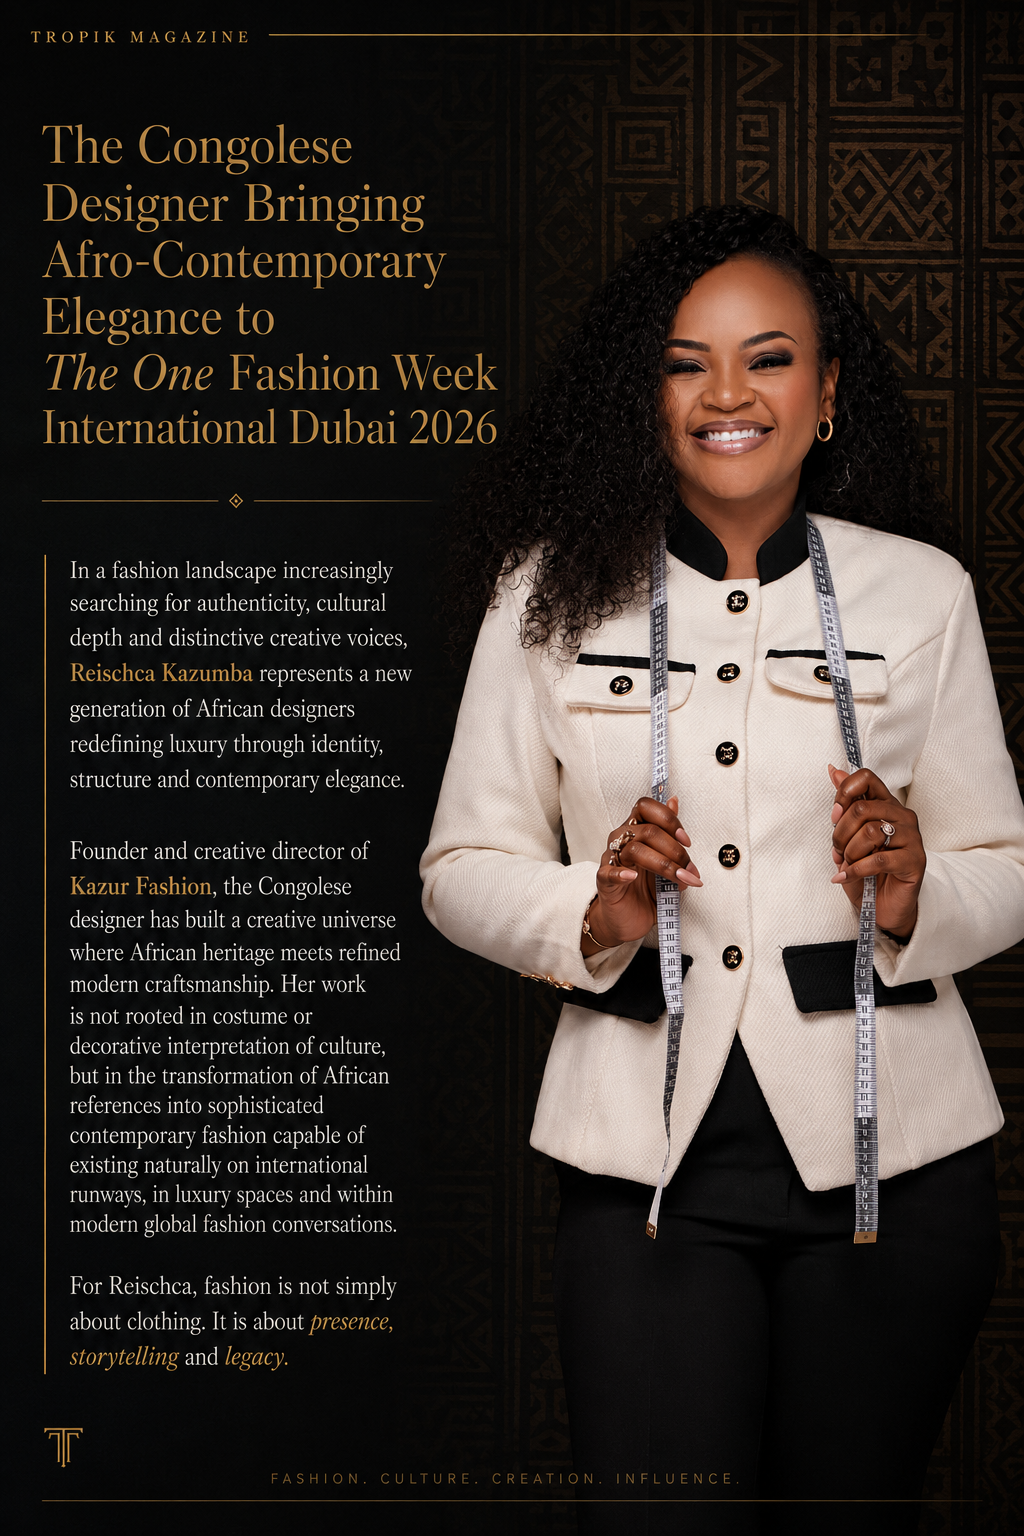 TROPIK MAGAZINE
The Congolese
Designer Bringing
Afro-Contemporary
Elegance to
The One Fashion Week
International Dubai 2026
In a fashion landscape increasingly
searching for authenticity, cultural
depth and distinctive creative voices,
Reischca Kazumba represents a new
generation of African designers
redefining luxury through identity,
structure and contemporary elegance.
Founder and creative director of
Kazur Fashion, the Congolese
designer has built a creative universe
where African heritage meets refined
modern craftsmanship. Her work
is not rooted in costume or
decorative interpretation of culture,
but in the transformation of African
references into sophisticated
contemporary fashion capable of
existing naturally on international
runways, in luxury spaces and within
modern global fashion conversations.
For Reischca, fashion is not simply
about clothing. It is about presence,
storytelling and legacy.
FASHION. CULTURE. CREATION. INFLUENCE.